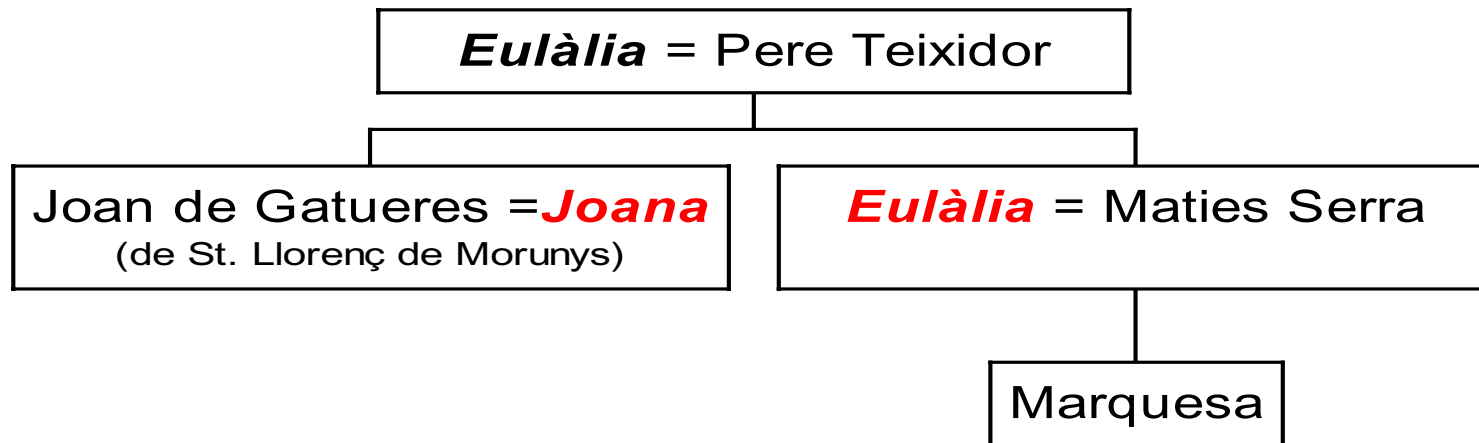 Eulàlia = Pere Teixidor
Joan de Gatueres =Joana
(de St. Llorenç de Morunys)
Eulàlia = Maties Serra
Marquesa